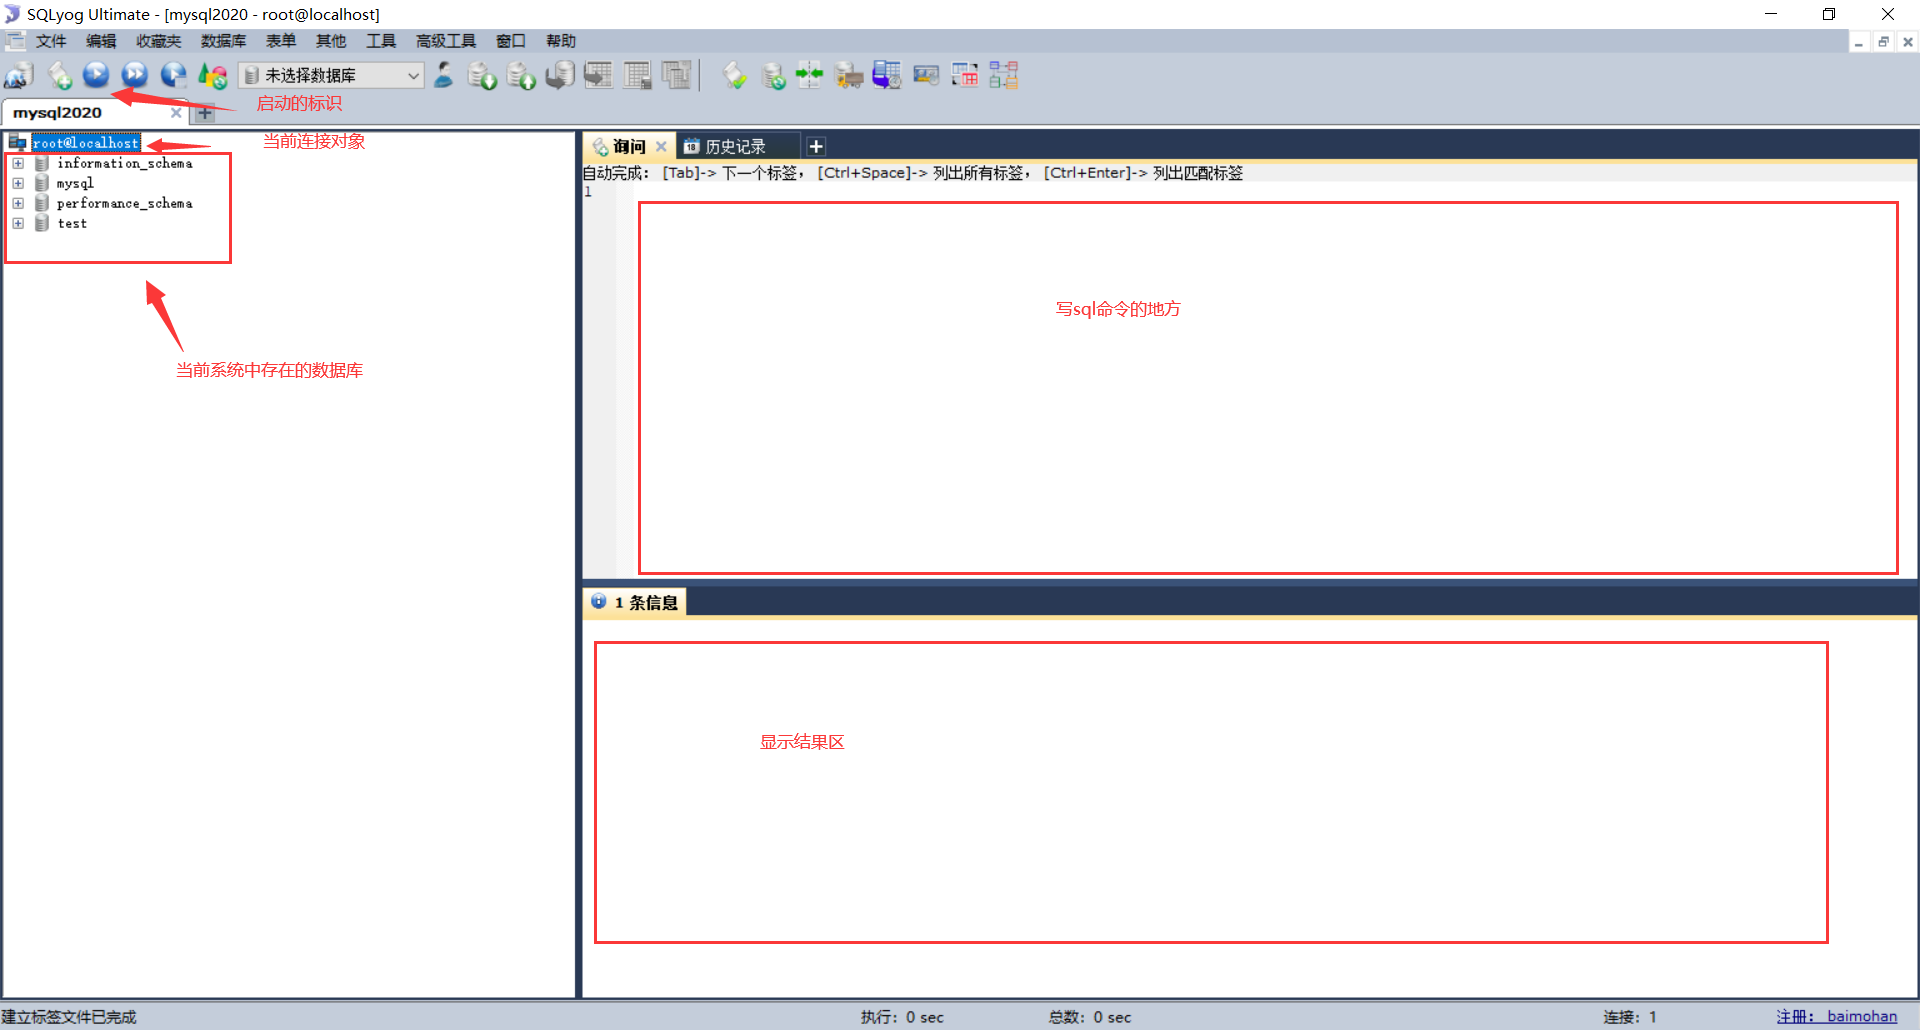 SQLyog Ultimate - [mysql2020 - root@localhost]
文件 编辑 收藏夹 数据库 表单 其他 工具 高级工具 窗口 帮助
未选择数据库
启动的标识
mysql2020
root@localhost
当前连接对象
information_schema
mysql
performance_schema
test
当前系统中存在的数据库
询问 18 历史记录
自动完成: [Tab]-> 下一个标签, [Ctrl+Space]-> 列出所有标签, [Ctrl+Enter]-> 列出匹配标签
1
写sql命令的地方
1 条信息
显示结果区
建立标签文件已完成 执行: 0 sec 总数: 0 sec 连接: 1 注册: baimohan